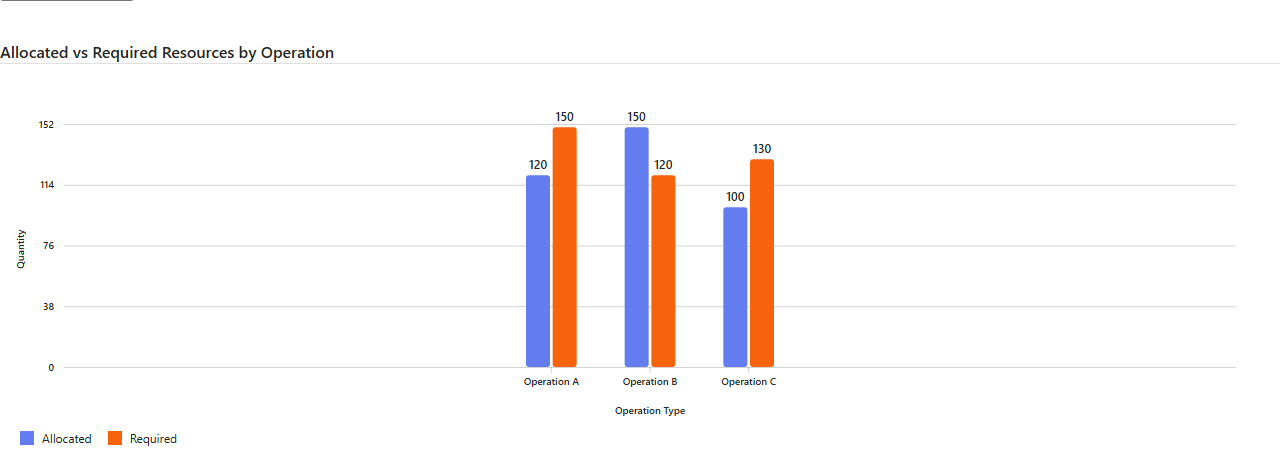 Allocated vs Required Resources by Operation
152
114
76
38
0
Quantity
120
150
150
120
100
130
Operation A
Operation B
Operation C
Operation Type
Allocated
Required